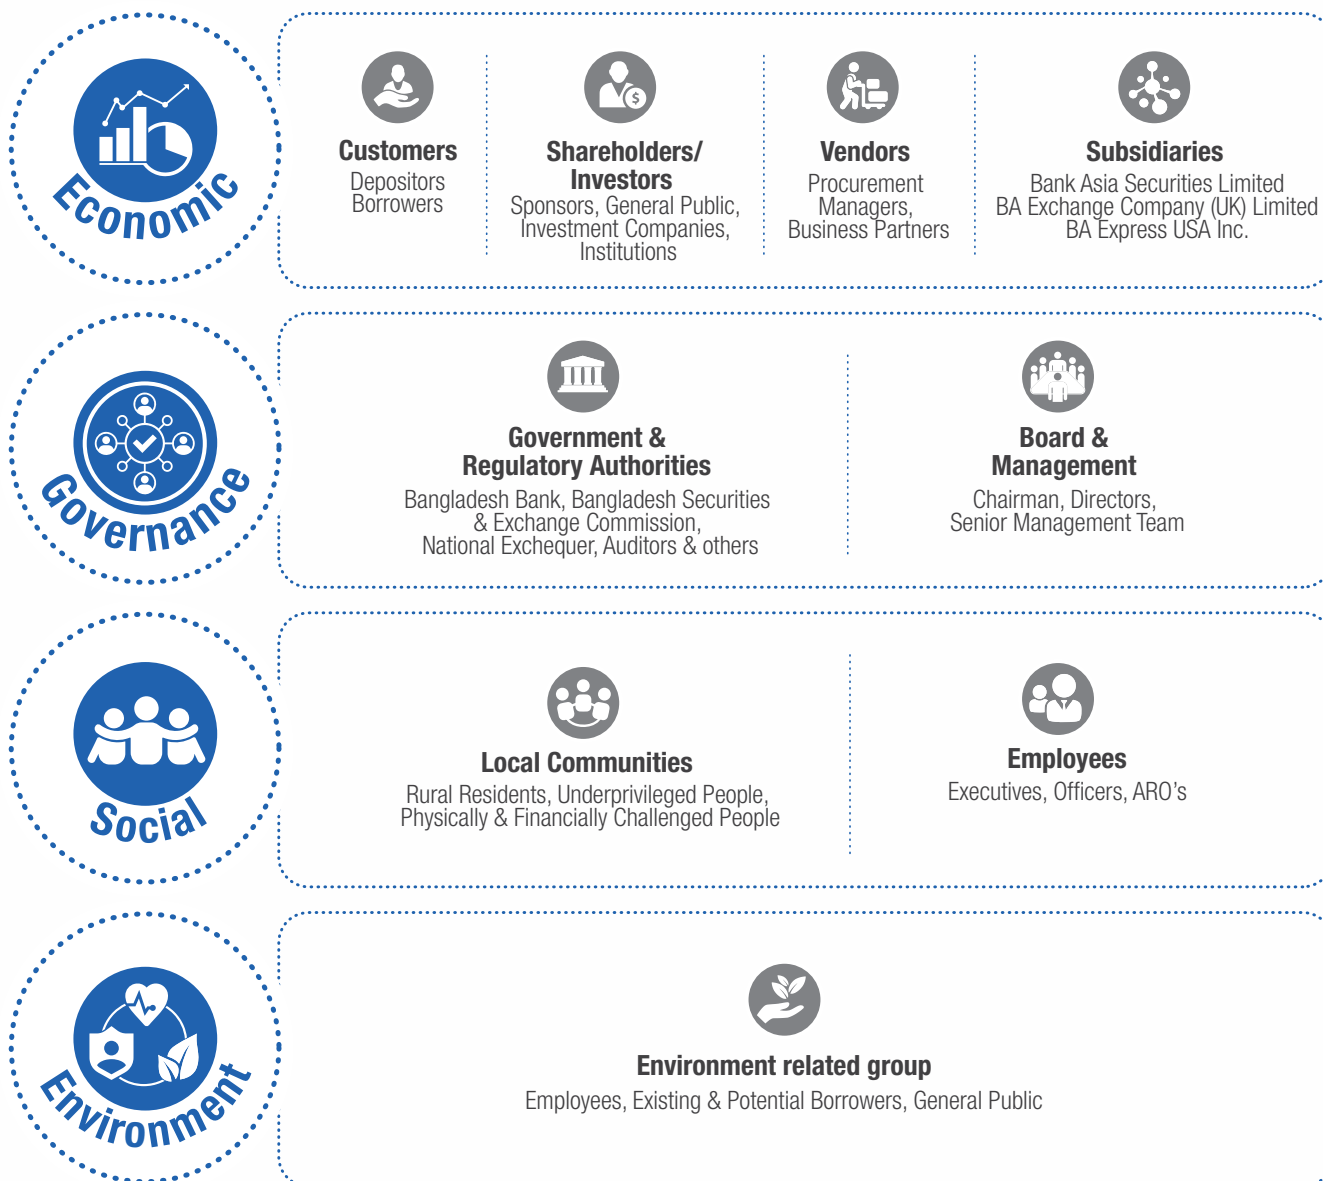 Economic
Customers
Depositors
Borrowers
Shareholders/
Investors
Sponsors, General Public,
Investment Companies,
Institutions
$
Vendors
Procurement
Managers,
Business Partners
Subsidiaries
Bank Asia Securities Limited
BA Exchange Company (UK) Limited
BA Express USA Inc.
Governance
Government &
Regulatory Authorities
Bangladesh Bank, Bangladesh Securities
& Exchange Commission,
National Exchequer, Auditors & others
Board &
Management
Chairman, Directors,
Senior Management Team
Social
Local Communities
Rural Residents, Underprivileged People,
Physically & Financially Challenged People
Employees
Executives, Officers, ARO's
Environment
Environment related group
Employees, Existing & Potential Borrowers, General Public